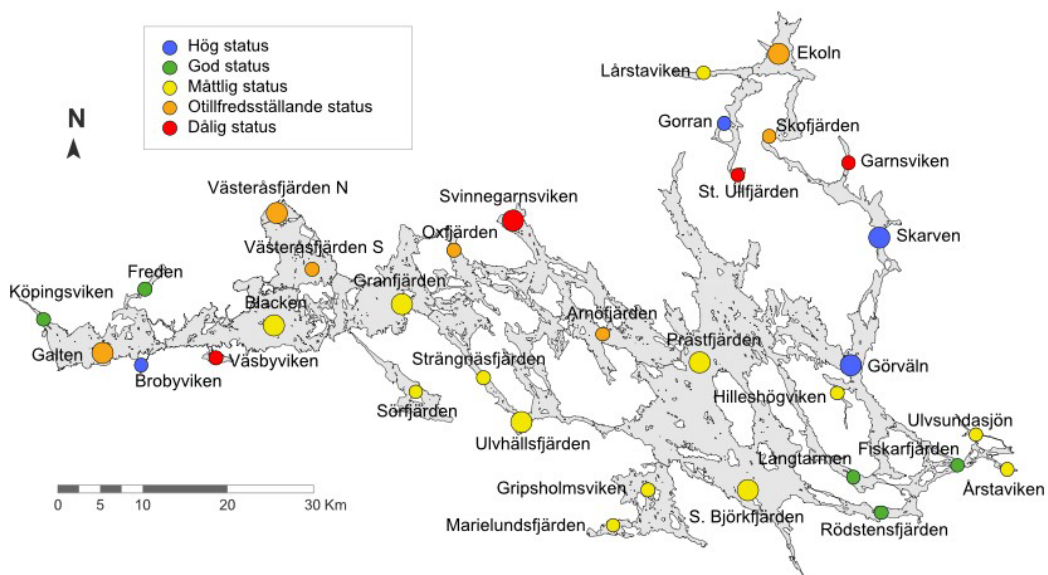 Hög status
God status
Måttlig status
Otillfredsställande status
Dålig status
N
Ekoln
Lårstaviken
Gorran
Skofjärden
Garnsviken
St. Ullfjärden
Västeråsfjärden N
Svinnegarnsviken
Skarven
Oxfjärden
Västeråsfjärden S
Freden
Granfjärden
Köpingsviken
Blacken
Arnöfjärden
Prästfjärden
Galten
Väsbyviken
Strängnäsfjärden
Görväln
Brobyviken
Hilleshögviken
Sörfjärden
Ulvsundasjön
Ulvhällsfjärden
Fiskarfjärden
Långtarmen
Årstaviken
Gripsholmsviken
S. Björkfjärden
Marielundsfjärden
Rödstensfjärden
0 5 10 20 30 Km